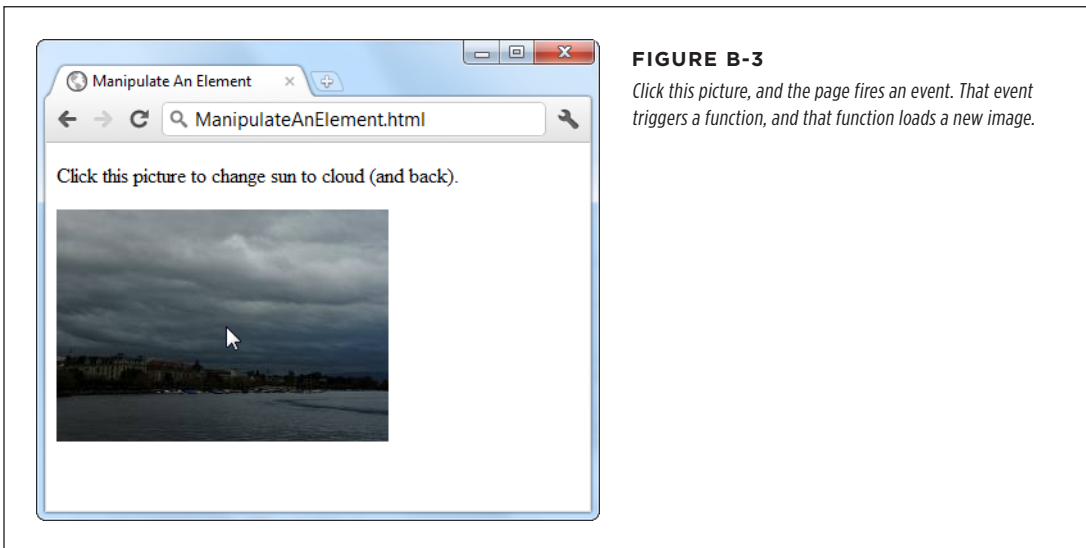 Manipulate An Element
ManipulateAnElement.html
Click this picture to change sun to cloud (and back).
FIGURE B-3
Click this picture, and the page fires an event. That event
triggers a function, and that function loads a new image.